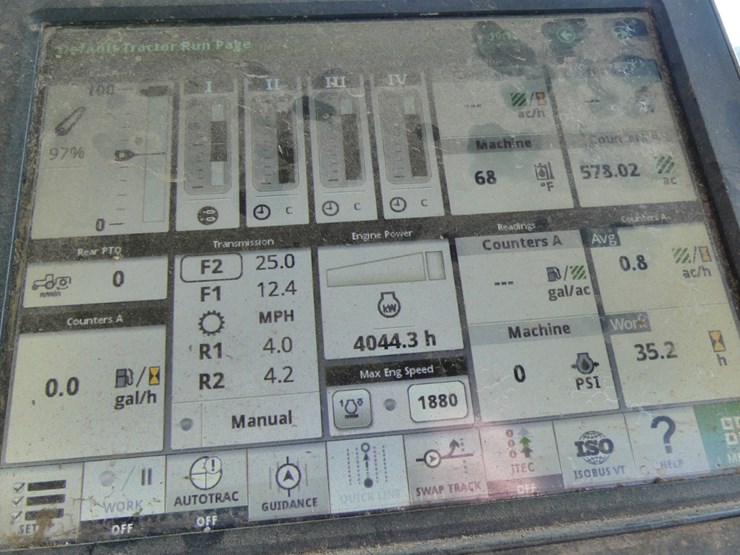 Default Tractor Run Page
100
97%
0
I
II
III
IV
C
C
C
---
ac/h
Machine
68
°F
578.02
ac
Rear PTO
0
Counters A
0.0
gal/h
Transmission
F2 25.0
F1 12.4
MPH
R1 4.0
R2 4.2
Manual
Engine Power
kW
4044.3 h
Max Eng Speed
1880
Readings
Counters A
---
gal/ac
Machine
0
PSI
Counters A
Avg
0.8
ac/h
Work
35.2
h
WORK
OFF
AUTOTRAC
OFF
GUIDANCE
QUICK LINE
SWAP TRACK
ITEC
OFF
ISO
ISOBUS VT
?
HELP